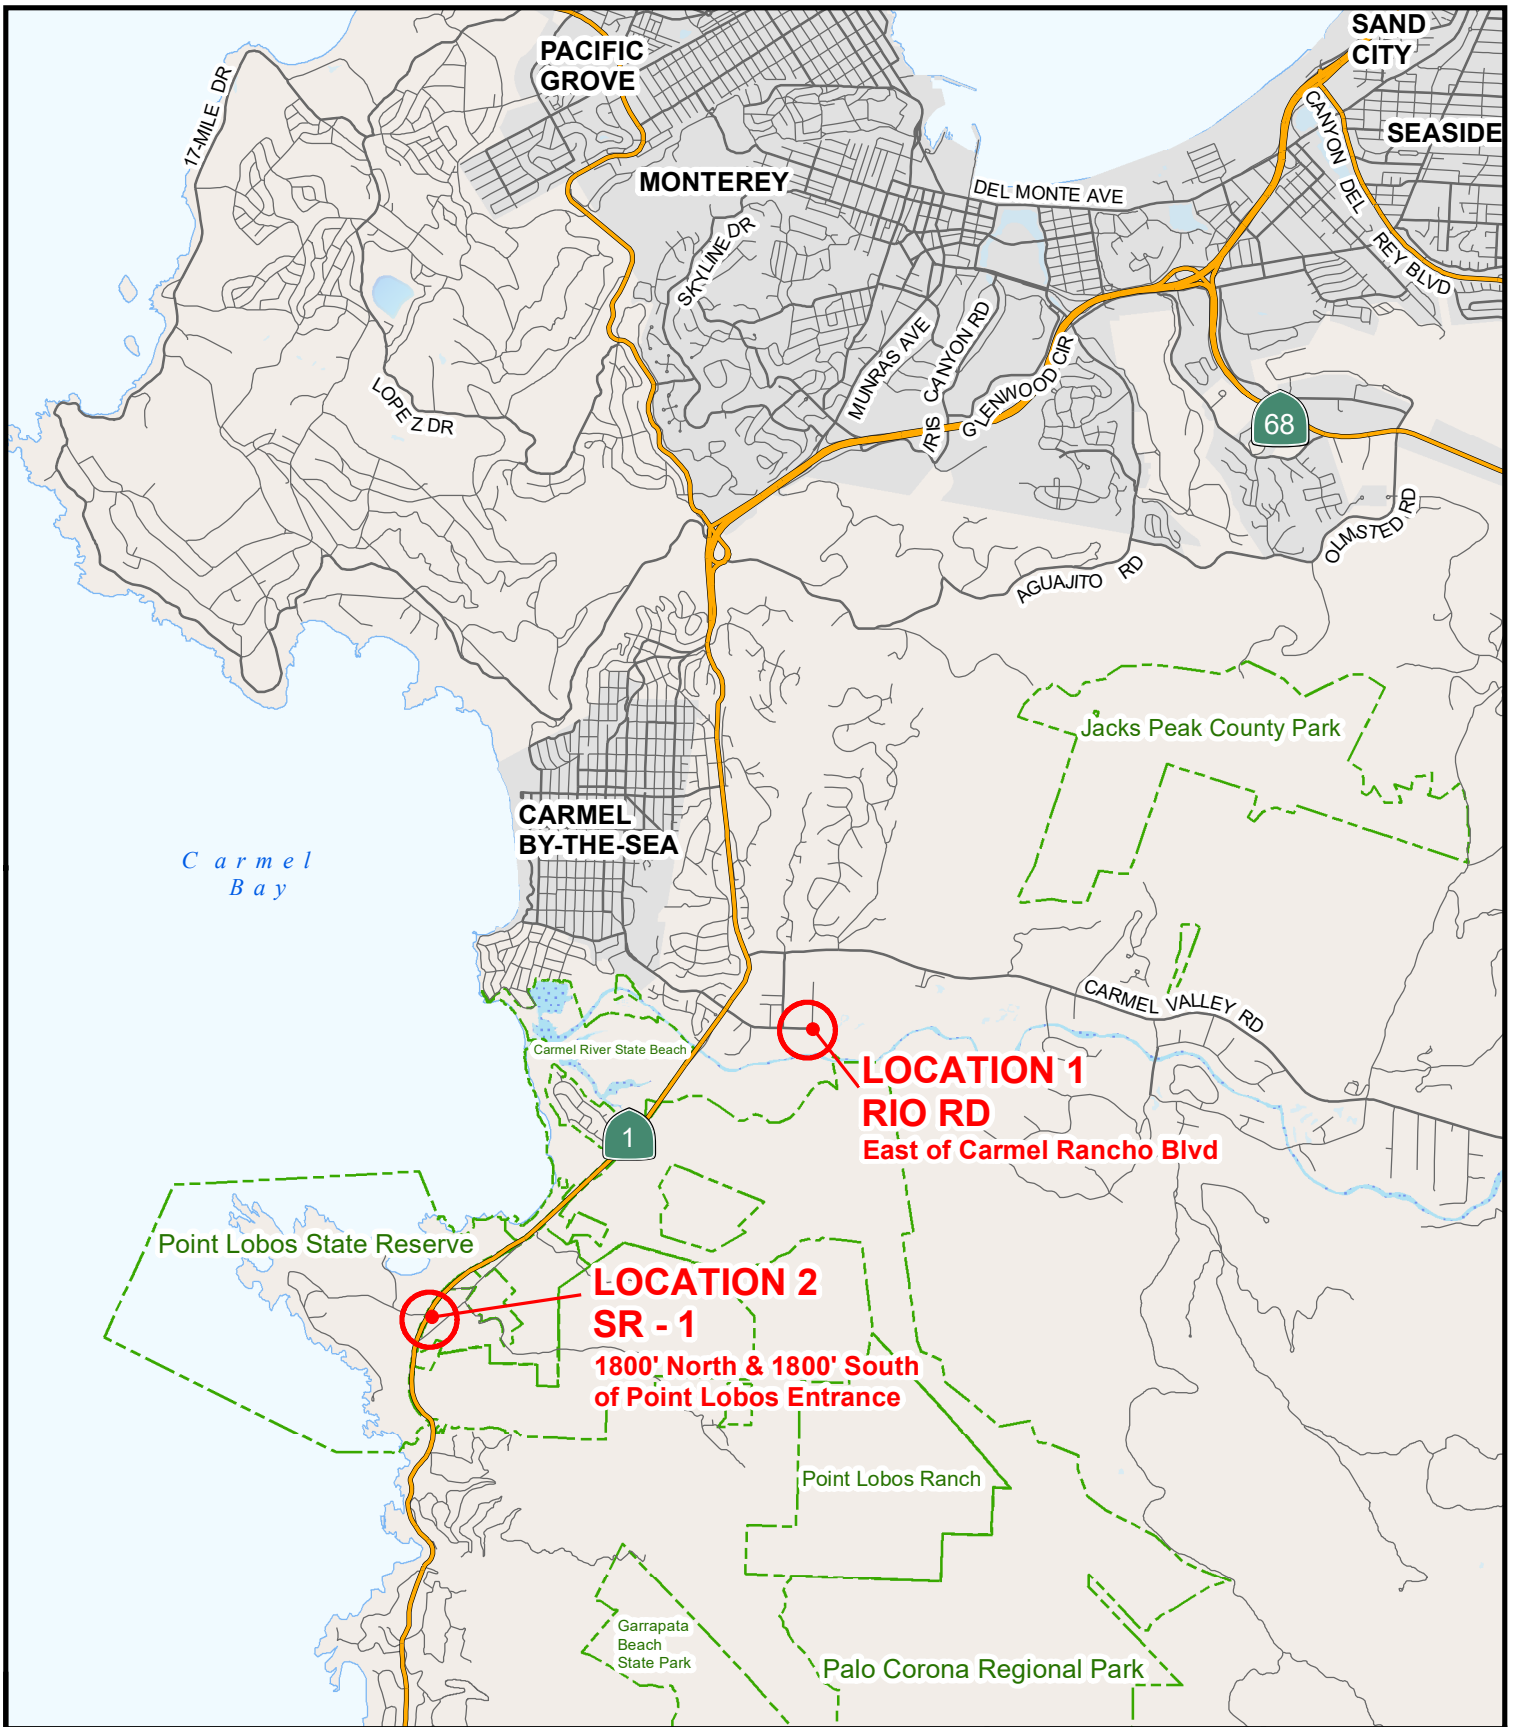 SAND
CITY
PACIFIC
GROVE
17-MILE DR
CANYON DEL REY BLVD
SEASIDE
MONTEREY
DEL MONTE AVE
SKYLINE DR
MUNRAS AVE
IRIS CANYON RD
GLENWOOD CIR
LOPEZ DR
68
OLMSTED RD
AGUAJITO RD
Jacks Peak County Park
CARMEL
BY-THE-SEA
Carmel
Bay
CARMEL VALLEY RD
Carmel River State Beach
LOCATION 1
RIO RD
East of Carmel Rancho Blvd
1
Point Lobos State Reserve
LOCATION 2
SR - 1
1800' North & 1800' South
of Point Lobos Entrance
Point Lobos Ranch
Garrapata
Beach
State Park
Palo Corona Regional Park